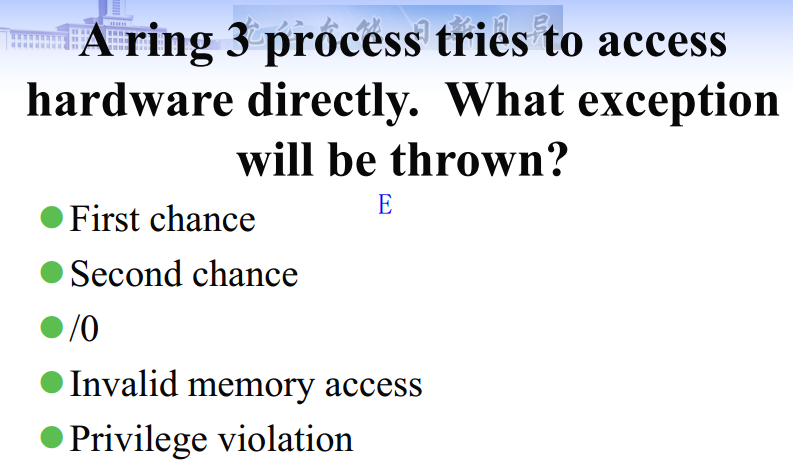 A ring 3 process tries to access
hardware directly. What exception
will be thrown?
E
First chance
Second chance
/0
Invalid memory access
Privilege violation